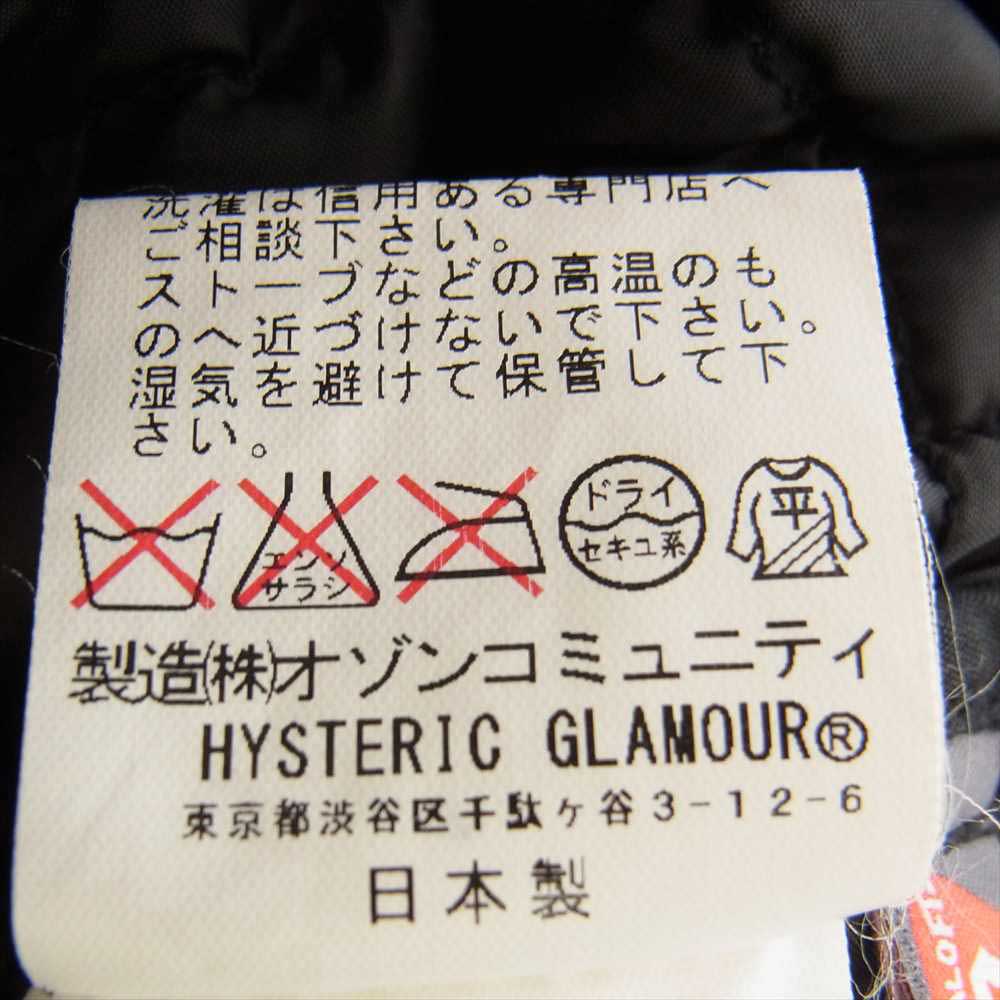 洗濯は信用ある専門店へ
ご相談下さい。
ストーブなどの高温のも
のへ近づけないで下さい。
湿気を避けて保管して下
さい。
エンソ
サラシ
ドライ
セキユ系
平
製造(株)オゾンコミュニティ
HYSTERIC GLAMOUR®
東京都渋谷区千駄ヶ谷3-12-6
日本製